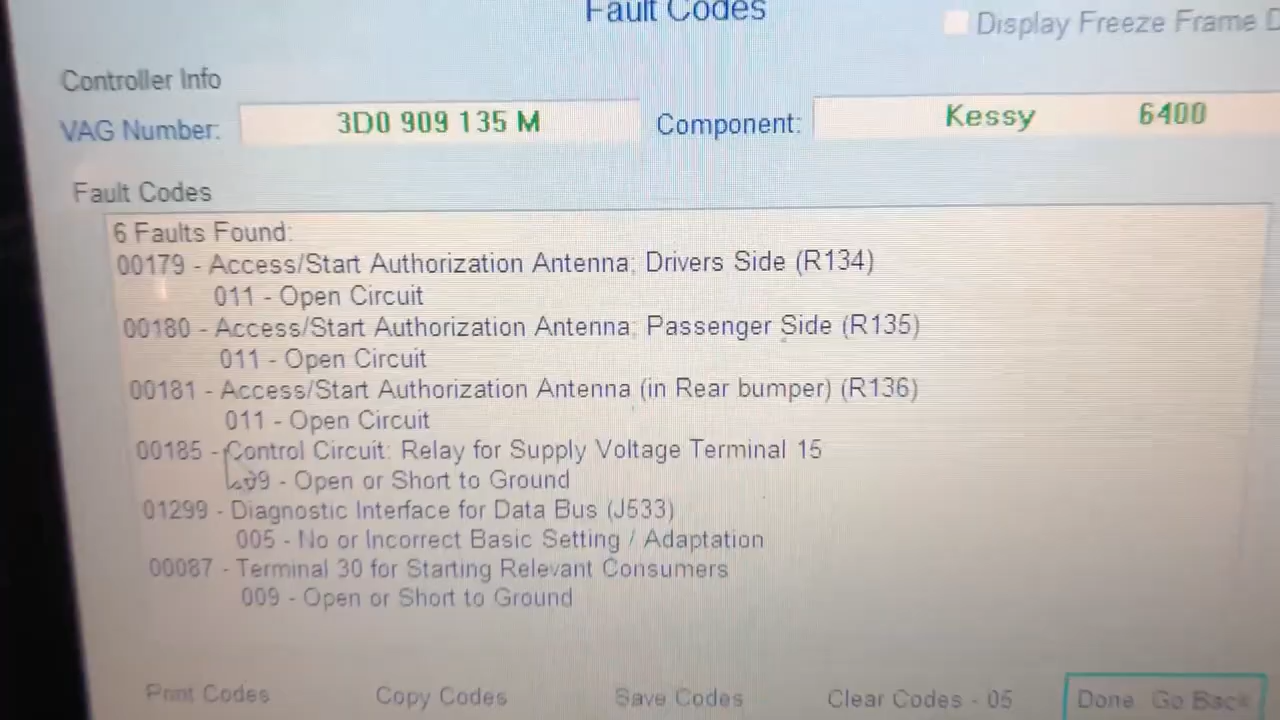 Fault Codes
Display Freeze Frame
Controller Info
VAG Number: 3D0 909 135 M Component: Kessy 6400
Fault Codes
6 Faults Found:
00179 - Access/Start Authorization Antenna; Drivers Side (R134)
011 - Open Circuit
00180 - Access/Start Authorization Antenna; Passenger Side (R135)
011 - Open Circuit
00181 - Access/Start Authorization Antenna (in Rear bumper) (R136)
011 - Open Circuit
00185 - Control Circuit: Relay for Supply Voltage Terminal 15
- Open or Short to Ground
01299 - Diagnostic Interface for Data Bus (J533)
005 - No or Incorrect Basic Setting / Adaptation
00087 - Terminal 30 for Starting Relevant Consumers
009 - Open or Short to Ground
Print Codes Copy Codes Save Codes Clear Codes - 05 Done Go Back